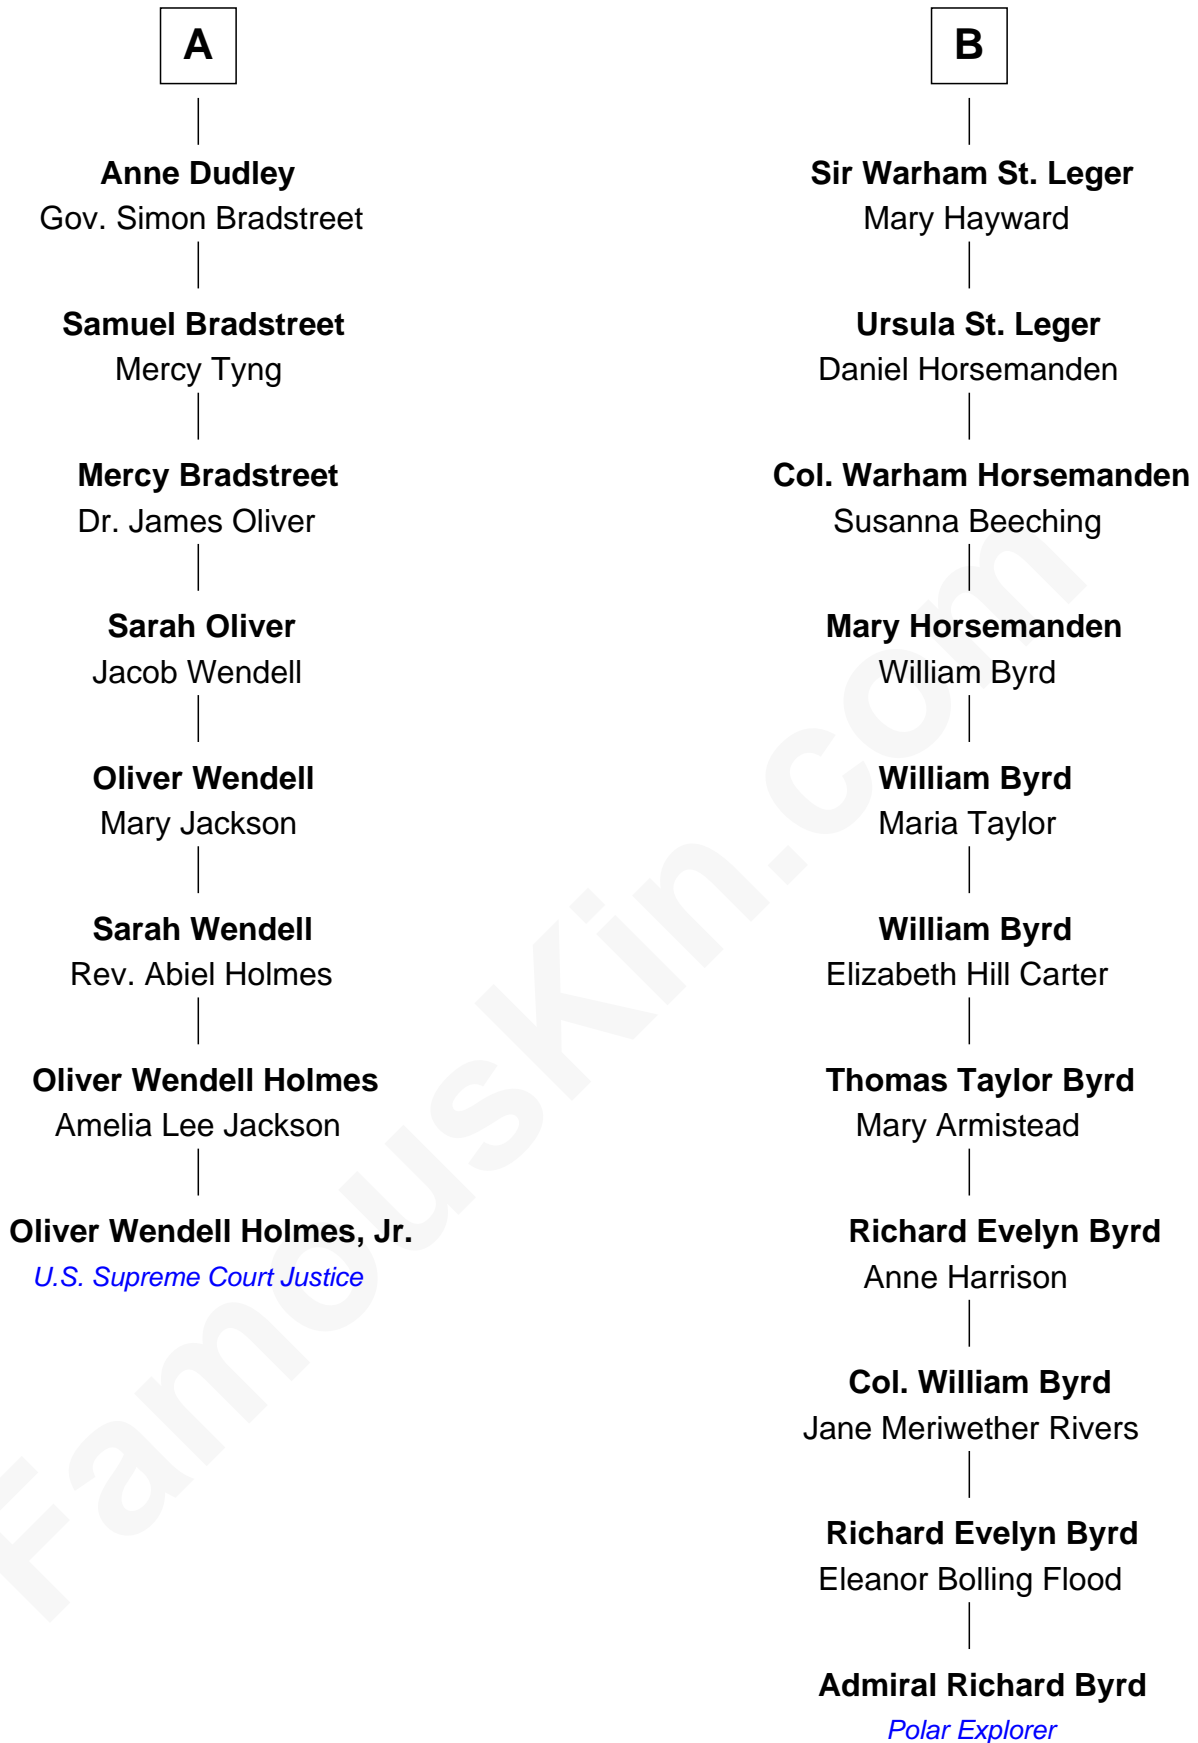 A
Anne Dudley
Gov. Simon Bradstreet
Samuel Bradstreet
Mercy Tyng
Mercy Bradstreet
Dr. James Oliver
Sarah Oliver
Jacob Wendell
Oliver Wendell
Mary Jackson
Sarah Wendell
Rev. Abiel Holmes
Oliver Wendell Holmes
Amelia Lee Jackson
Oliver Wendell Holmes, Jr.
U.S. Supreme Court Justice
B
Sir Warham St. Leger
Mary Hayward
Ursula St. Leger
Daniel Horsemanden
Col. Warham Horsemanden
Susanna Beeching
Mary Horsemanden
William Byrd
William Byrd
Maria Taylor
William Byrd
Elizabeth Hill Carter
Thomas Taylor Byrd
Mary Armistead
Richard Evelyn Byrd
Anne Harrison
Col. William Byrd
Jane Meriwether Rivers
Richard Evelyn Byrd
Eleanor Bolling Flood
Admiral Richard Byrd
Polar Explorer
FamousKin.com